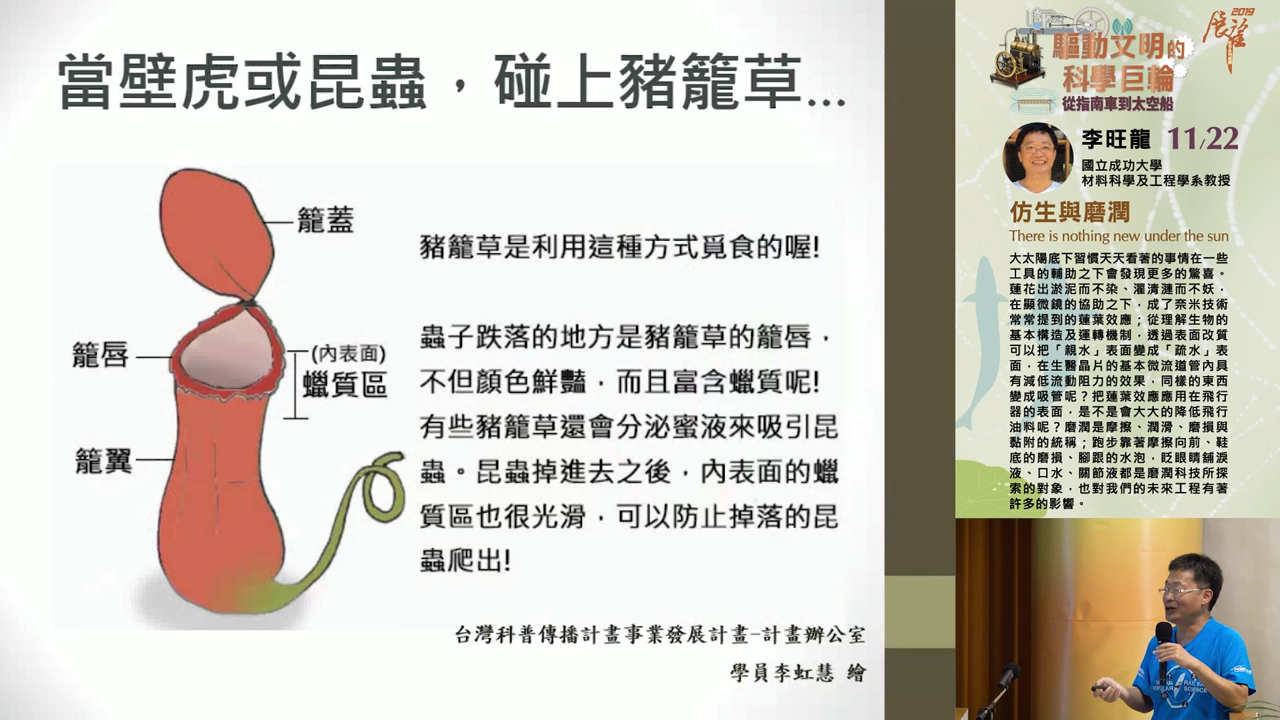 當壁虎或昆蟲，碰上豬籠草...
籠蓋
籠唇
(內表面)
蠟質區
籠翼
豬籠草是利用這種方式覓食的喔!
蟲子跌落的地方是豬籠草的籠唇，
不但顏色鮮豔，而且富含蠟質呢!
有些豬籠草還會分泌蜜液來吸引昆
蟲。昆蟲掉進去之後，內表面的蠟
質區也很光滑，可以防止掉落的昆
蟲爬出!
台灣科普傳播計畫事業發展計畫-計畫辦公室
學員李虹慧 繪
2019
展望
驅動文明的
科學巨輪
從指南車到太空船
李旺龍 11/22
國立成功大學
材料科學及工程學系教授
仿生與磨潤
There is nothing new under the sun
大太陽底下習慣天天看著的事情在一些
工具的輔助之下會發現更多的驚喜。
蓮花出淤泥而不染、濯清漣而不妖，
在顯微鏡的協助之下，成了奈米技術
常常提到的蓮葉效應；從理解生物的
基本構造及運轉機制，透過表面改質
可以把「親水」表面變成「疏水」表
面，在生醫晶片的基本微流道管內具
有減低流動阻力的效果，同樣的東西
變成吸管呢？把蓮葉效應應用在飛行
器的表面，是不是會大大的降低飛行
油料呢？磨潤是摩擦、潤滑、磨損與
黏附的統稱；跑步靠著摩擦向前、鞋
底的磨損、腳跟的水泡，眨眼睛舖淚
液、口水、關節液都是磨潤科技所探
索的對象，也對我們的未來工程有著
許多的影響。